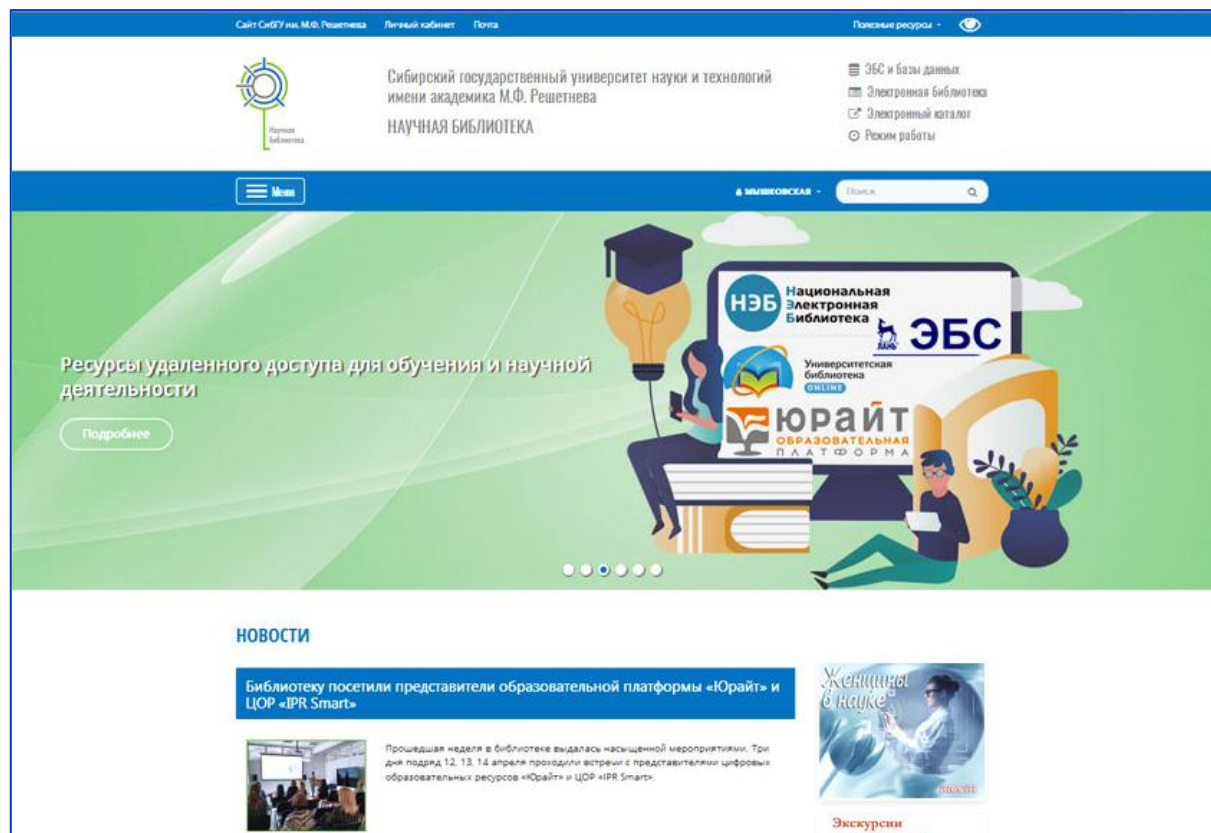 Сайт СибГУ им. М.Ф. Решетнева Личный кабинет Почта Полезные ресурсы
Научная
библиотека
Сибирский государственный университет науки и технологий
имени академика М.Ф. Решетнева
НАУЧНАЯ БИБЛИОТЕКА
ЭБС и базы данных
Электронная библиотека
Электронный каталог
Режим работы
Меню
МЫШКОВСКАЯ
Поиск
Ресурсы удаленного доступа для обучения и научной
деятельности
Подробнее
НЭБ
Национальная
Электронная
Библиотека
ЛАНЬ
ЭБС
Университетская
библиотека
ONLINE
юрайт
ОБРАЗОВАТЕЛЬНАЯ
ПЛАТФОРМА
НОВОСТИ
Библиотеку посетили представители образовательной платформы «Юрайт» и
ЦОР «IPR Smart»
Прошедшая неделя в библиотеке выдалась насыщенной мероприятиями. Три
дня подряд 12, 13, 14 апреля проходили встречи с представителями цифровых
образовательных ресурсов «Юрайт» и ЦОР «IPR Smart».
Женщины
в науке
Экскурсии